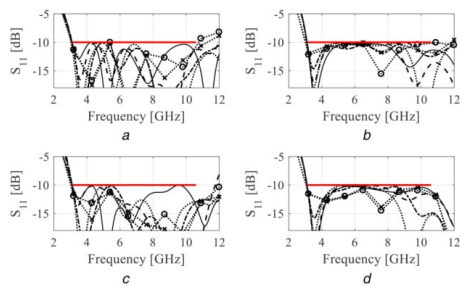 -5
-10
-15
S11 [dB]
2 4 6 8 10 12
Frequency [GHz]
a
-5
-10
-15
S11 [dB]
2 4 6 8 10 12
Frequency [GHz]
b
-5
-10
-15
S11 [dB]
2 4 6 8 10 12
Frequency [GHz]
c
-5
-10
-15
S11 [dB]
2 4 6 8 10 12
Frequency [GHz]
d